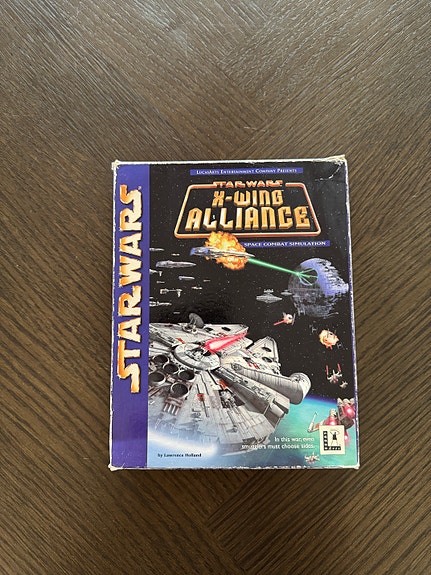 LUCASARTS ENTERTAINMENT COMPANY PRESENTS
STAR WARS
X-WING
ALLIANCE
SPACE COMBAT SIMULATION
STAR WARS
In this war, even
smugglers must choose sides.
by Lawrence Holland